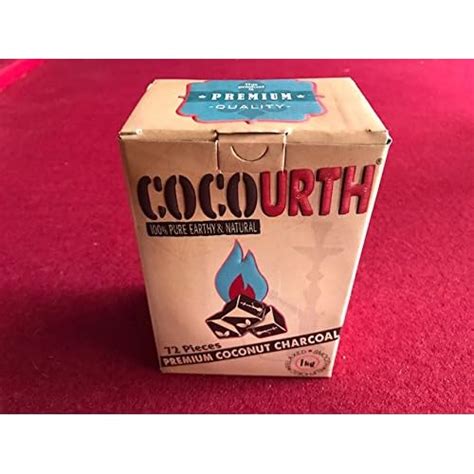 PREMIUM
• QUALITY •
COCOURTH®
100% PURE EARTHY & NATURAL
72 Pieces
PREMIUM COCONUT CHARCOAL
1kg